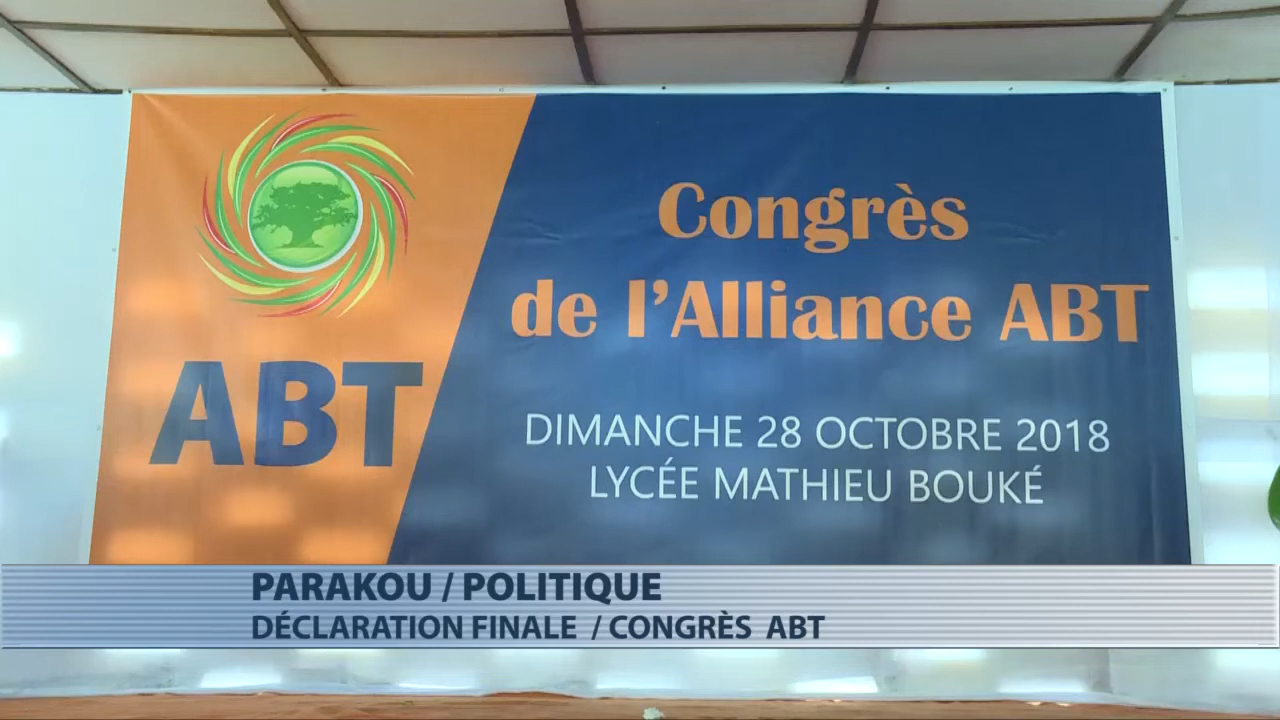 ABT
Congrès
de l'Alliance ABT
DIMANCHE 28 OCTOBRE 2018
LYCÉE MATHIEU BOUKÉ
PARAKOU / POLITIQUE
DÉCLARATION FINALE / CONGRÈS ABT